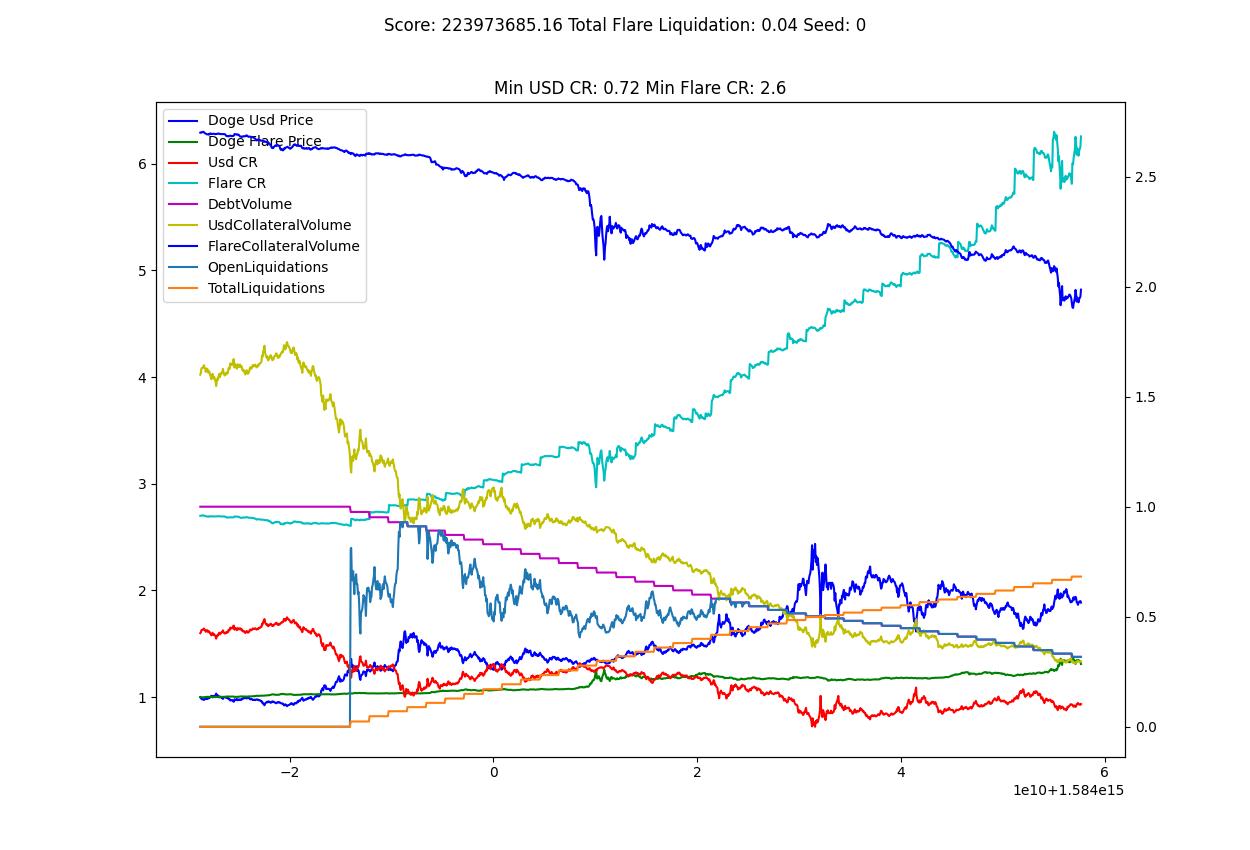 Score: 223973685.16 Total Flare Liquidation: 0.04 Seed: 0
Min USD CR: 0.72 Min Flare CR: 2.6
Doge Usd Price
Doge Flare Price
Usd CR
Flare CR
DebtVolume
UsdCollateralVolume
FlareCollateralVolume
OpenLiquidations
TotalLiquidations
6
5
4
3
2
1
2.5
2.0
1.5
1.0
0.5
0.0
−2 0 2 4 6
1e10+1.584e15